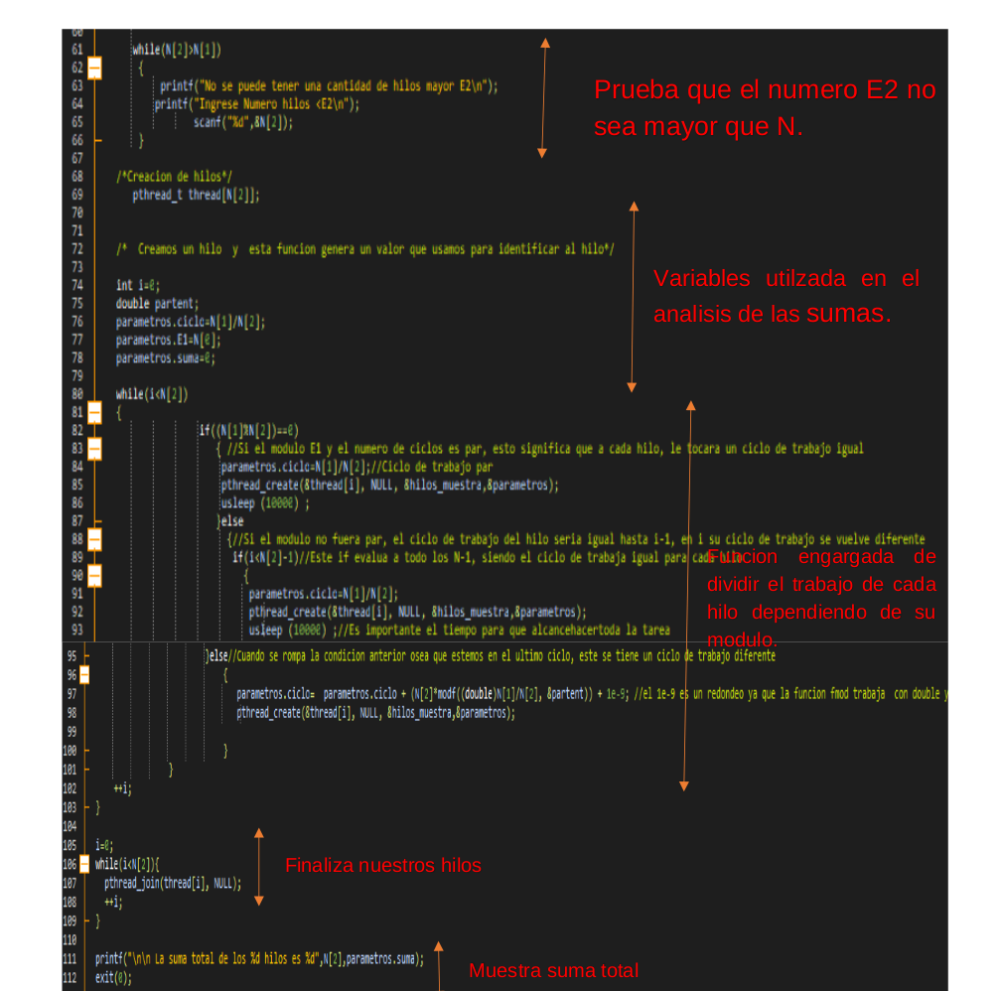 60
61 while(N[2]>N[1])
62 {
63 printf("No se puede tener una cantidad de hilos mayor E2\n");
64 printf("Ingrese Numero hilos <E2\n");
65 scanf("%d",&N[2]);
66 }
67
68 /*Creacion de hilos*/
69 pthread_t thread[N[2]];
70
71
72 /* Creamos un hilo y esta funcion genera un valor que usamos para identificar al hilo*/
73
74 int i=0;
75 double partent;
76 parametros.ciclo=N[1]/N[2];
77 parametros.E1=N[0];
78 parametros.suma=0;
79
80 while(i<N[2])
81 {
82 if((N[1]%N[2])==0)
83 { //Si el modulo E1 y el numero de ciclos es par, esto significa que a cada hilo, le tocara un ciclo de trabajo igual
84 parametros.ciclo=N[1]/N[2];//Ciclo de trabajo par
85 pthread_create(&thread[i], NULL, &hilos_muestra,&parametros);
86 usleep (10000) ;
87 }else
88 {//Si el modulo no fuera par, el ciclo de trabajo del hilo seria igual hasta i-1, en i su ciclo de trabajo se vuelve diferente
89 if(i<N[2]-1)//Este if evalua a todo los N-1, siendo el ciclo de trabaja igual para cada hilo
90 {
91 parametros.ciclo=N[1]/N[2];
92 pthread_create(&thread[i], NULL, &hilos_muestra,&parametros);
93 usleep (10000) ;//Es importante el tiempo para que alcancehacertoda la tarea
95 }else//Cuando se rompa la condicion anterior osea que estemos en el ultimo ciclo, este se tiene un ciclo de trabajo diferente
96 {
97 parametros.ciclo= parametros.ciclo + (N[2]*modf((double)N[1]/N[2], &partent)) + 1e-9; //el 1e-9 es un redondeo ya que la funcion fmod trabaja con double y
98 pthread_create(&thread[i], NULL, &hilos_muestra,&parametros);
99
100 }
101 }
102 ++i;
103 }
104
105 i=0;
106 while(i<N[2]){
107 pthread_join(thread[i], NULL);
108 ++i;
109 }
110
111 printf("\n\n La suma total de los %d hilos es %d",N[2],parametros.suma);
112 exit(0);
Prueba que el numero E2 no
sea mayor que N.
Variables utilzada en el
analisis de las sumas.
Funcion engargada de
dividir el trabajo de cada
hilo dependiendo de su
modulo.
Finaliza nuestros hilos
Muestra suma total